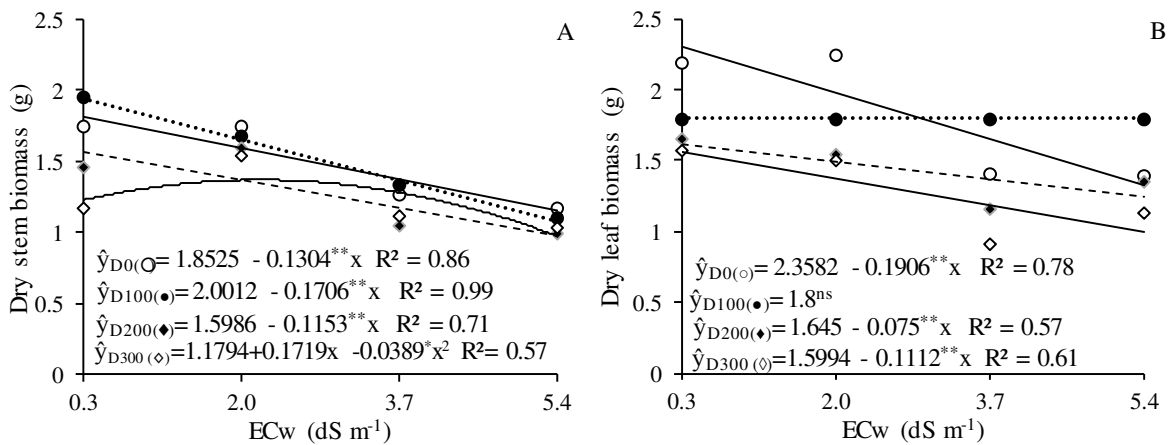 A
Dry stem biomass (g)
2.5
2
1.5
1
0.5
0
ŷD0(○)= 1.8525 - 0.1304**x R² = 0.86
ŷD100(●)= 2.0012 - 0.1706**x R² = 0.99
ŷD200(♦)= 1.5986 - 0.1153**x R² = 0.71
ŷD300 (◊)=1.1794+0.1719x -0.0389*x² R²= 0.57
0.3 2.0 3.7 5.4
ECw (dS m-1)
B
Dry leaf biomass (g)
2.5
2
1.5
1
0.5
0
ŷD0(○)= 2.3582 - 0.1906**x R² = 0.78
ŷD100(●)= 1.8ns
ŷD200(♦)= 1.645 - 0.075**x R² = 0.57
ŷD300 (◊)= 1.5994 - 0.1112**x R² = 0.61
0.3 2.0 3.7 5.4
ECw (dS m-1)